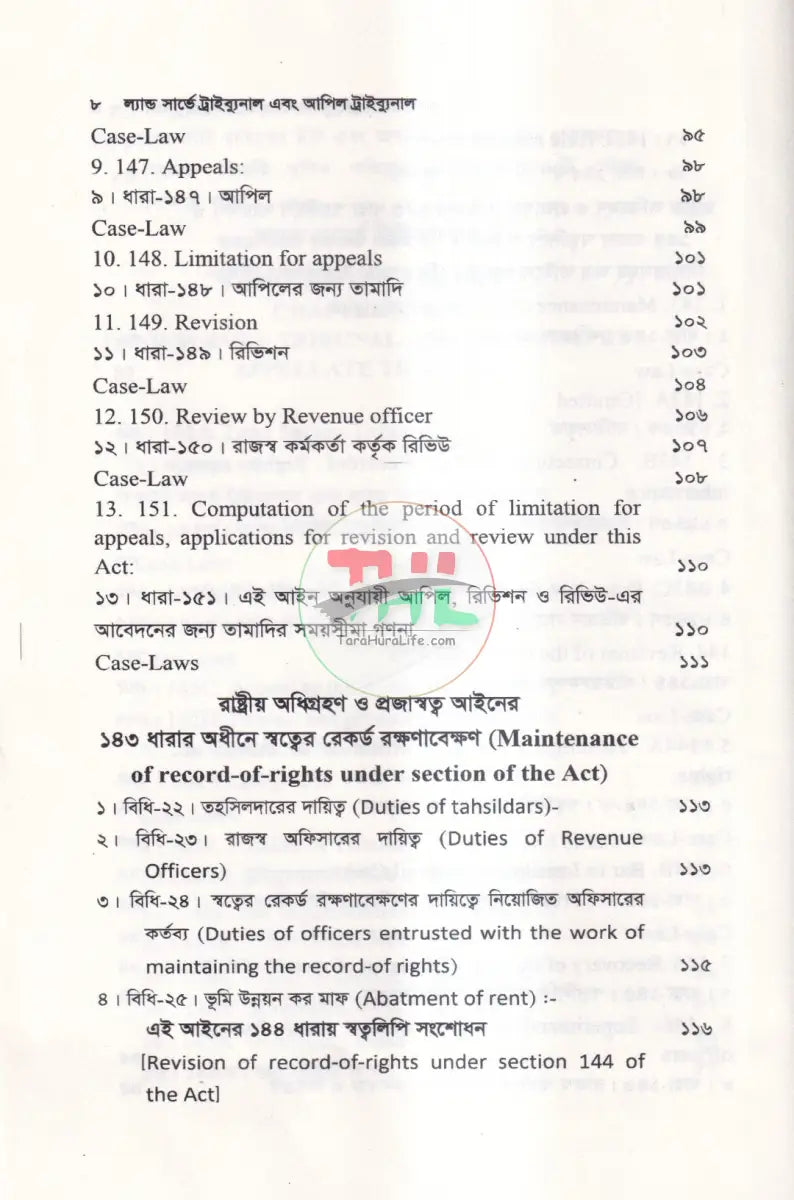 ৮ ল্যান্ড সার্ভে ট্রাইব্যুনাল এবং আপিল ট্রাইব্যুনাল
Case-Law ৯৫
9. 147. Appeals: ৯৮
৯। ধারা-১৪৭। আপিল ৯৮
Case-Law ৯৯
10. 148. Limitation for appeals ১০১
১০। ধারা-১৪৮। আপিলের জন্য তামাদি ১০১
11. 149. Revision ১০২
১১। ধারা-১৪৯। রিভিশন ১০৩
Case-Law ১০৪
12. 150. Review by Revenue officer ১০৬
১২। ধারা-১৫০। রাজস্ব কর্মকর্তা কর্তৃক রিভিউ ১০৭
Case-Law ১০৮
13. 151. Computation of the period of limitation for
appeals, applications for revision and review under this
Act: ১১০
১৩। ধারা-১৫১। এই আইন অনুযায়ী আপিল, রিভিশন ও রিভিউ-এর
আবেদনের জন্য তামাদির সময়সীমা গণনা ১১০
TaraHuraLife.com
Case-Laws ১১১
রাষ্ট্রীয় অধিগ্রহণ ও প্রজাস্বত্ব আইনের
১৪৩ ধারার অধীনে স্বত্বের রেকর্ড রক্ষণাবেক্ষণ (Maintenance
of record-of-rights under section of the Act)
১। বিধি-২২। তহসিলদারের দায়িত্ব (Duties of tahsildars)- ১১৩
২। বিধি-২৩। রাজস্ব অফিসারের দায়িত্ব (Duties of Revenue
Officers) ১১৩
৩। বিধি-২৪। স্বত্বের রেকর্ড রক্ষণাবেক্ষণের দায়িত্বে নিয়োজিত অফিসারের
কর্তব্য (Duties of officers entrusted with the work of
maintaining the record-of rights) ১১৫
৪। বিধি-২৫। ভূমি উন্নয়ন কর মাফ (Abatment of rent) :-
এই আইনের ১৪৪ ধারায় স্বত্বলিপি সংশোধন ১১৬
[Revision of record-of-rights under section 144 of
the Act]